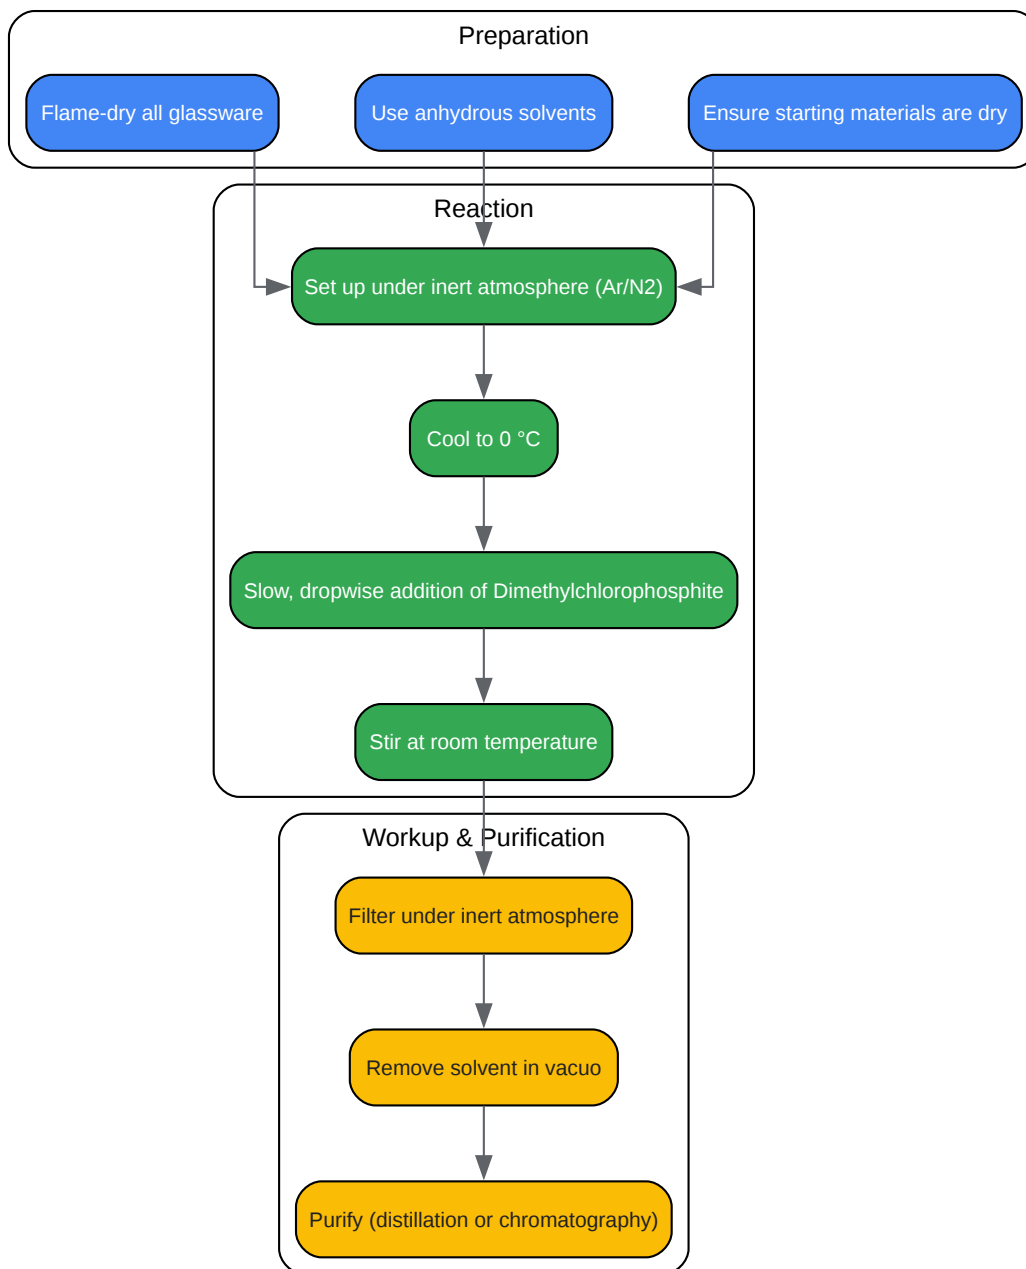 Preparation
Flame-dry all glassware
Use anhydrous solvents
Ensure starting materials are dry
Reaction
Set up under inert atmosphere (Ar/N2)
Cool to 0 °C
Slow, dropwise addition of Dimethylchlorophosphite
Stir at room temperature
Workup & Purification
Filter under inert atmosphere
Remove solvent in vacuo
Purify (distillation or chromatography)